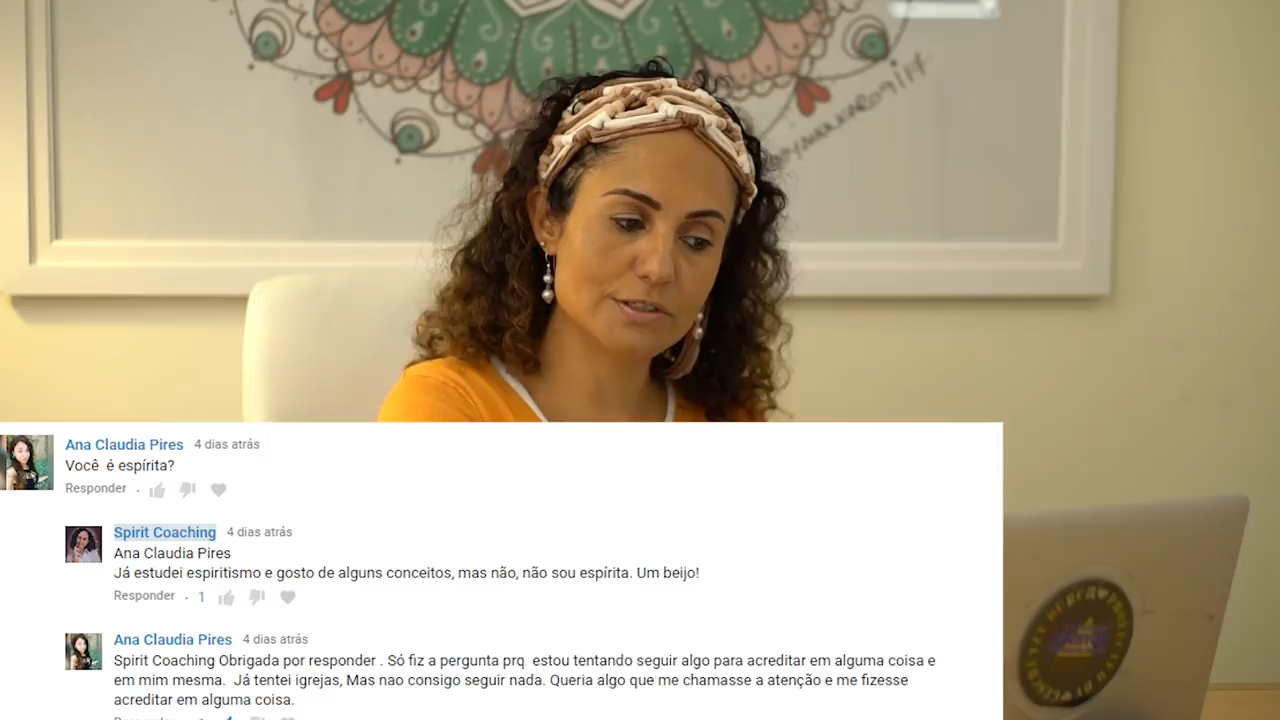 Ana Claudia Pires 4 dias atrás
Você é espírita?
Responder
Spirit Coaching 4 dias atrás
Ana Claudia Pires
Já estudei espiritismo e gosto de alguns conceitos, mas não, não sou espírita. Um beijo!
Responder 1
Ana Claudia Pires 4 dias atrás
Spirit Coaching Obrigada por responder . Só fiz a pergunta prq estou tentando seguir algo para acreditar em alguma coisa e
em mim mesma. Já tentei igrejas, Mas nao consigo seguir nada. Queria algo que me chamasse a atenção e me fizesse
acreditar em alguma coisa.